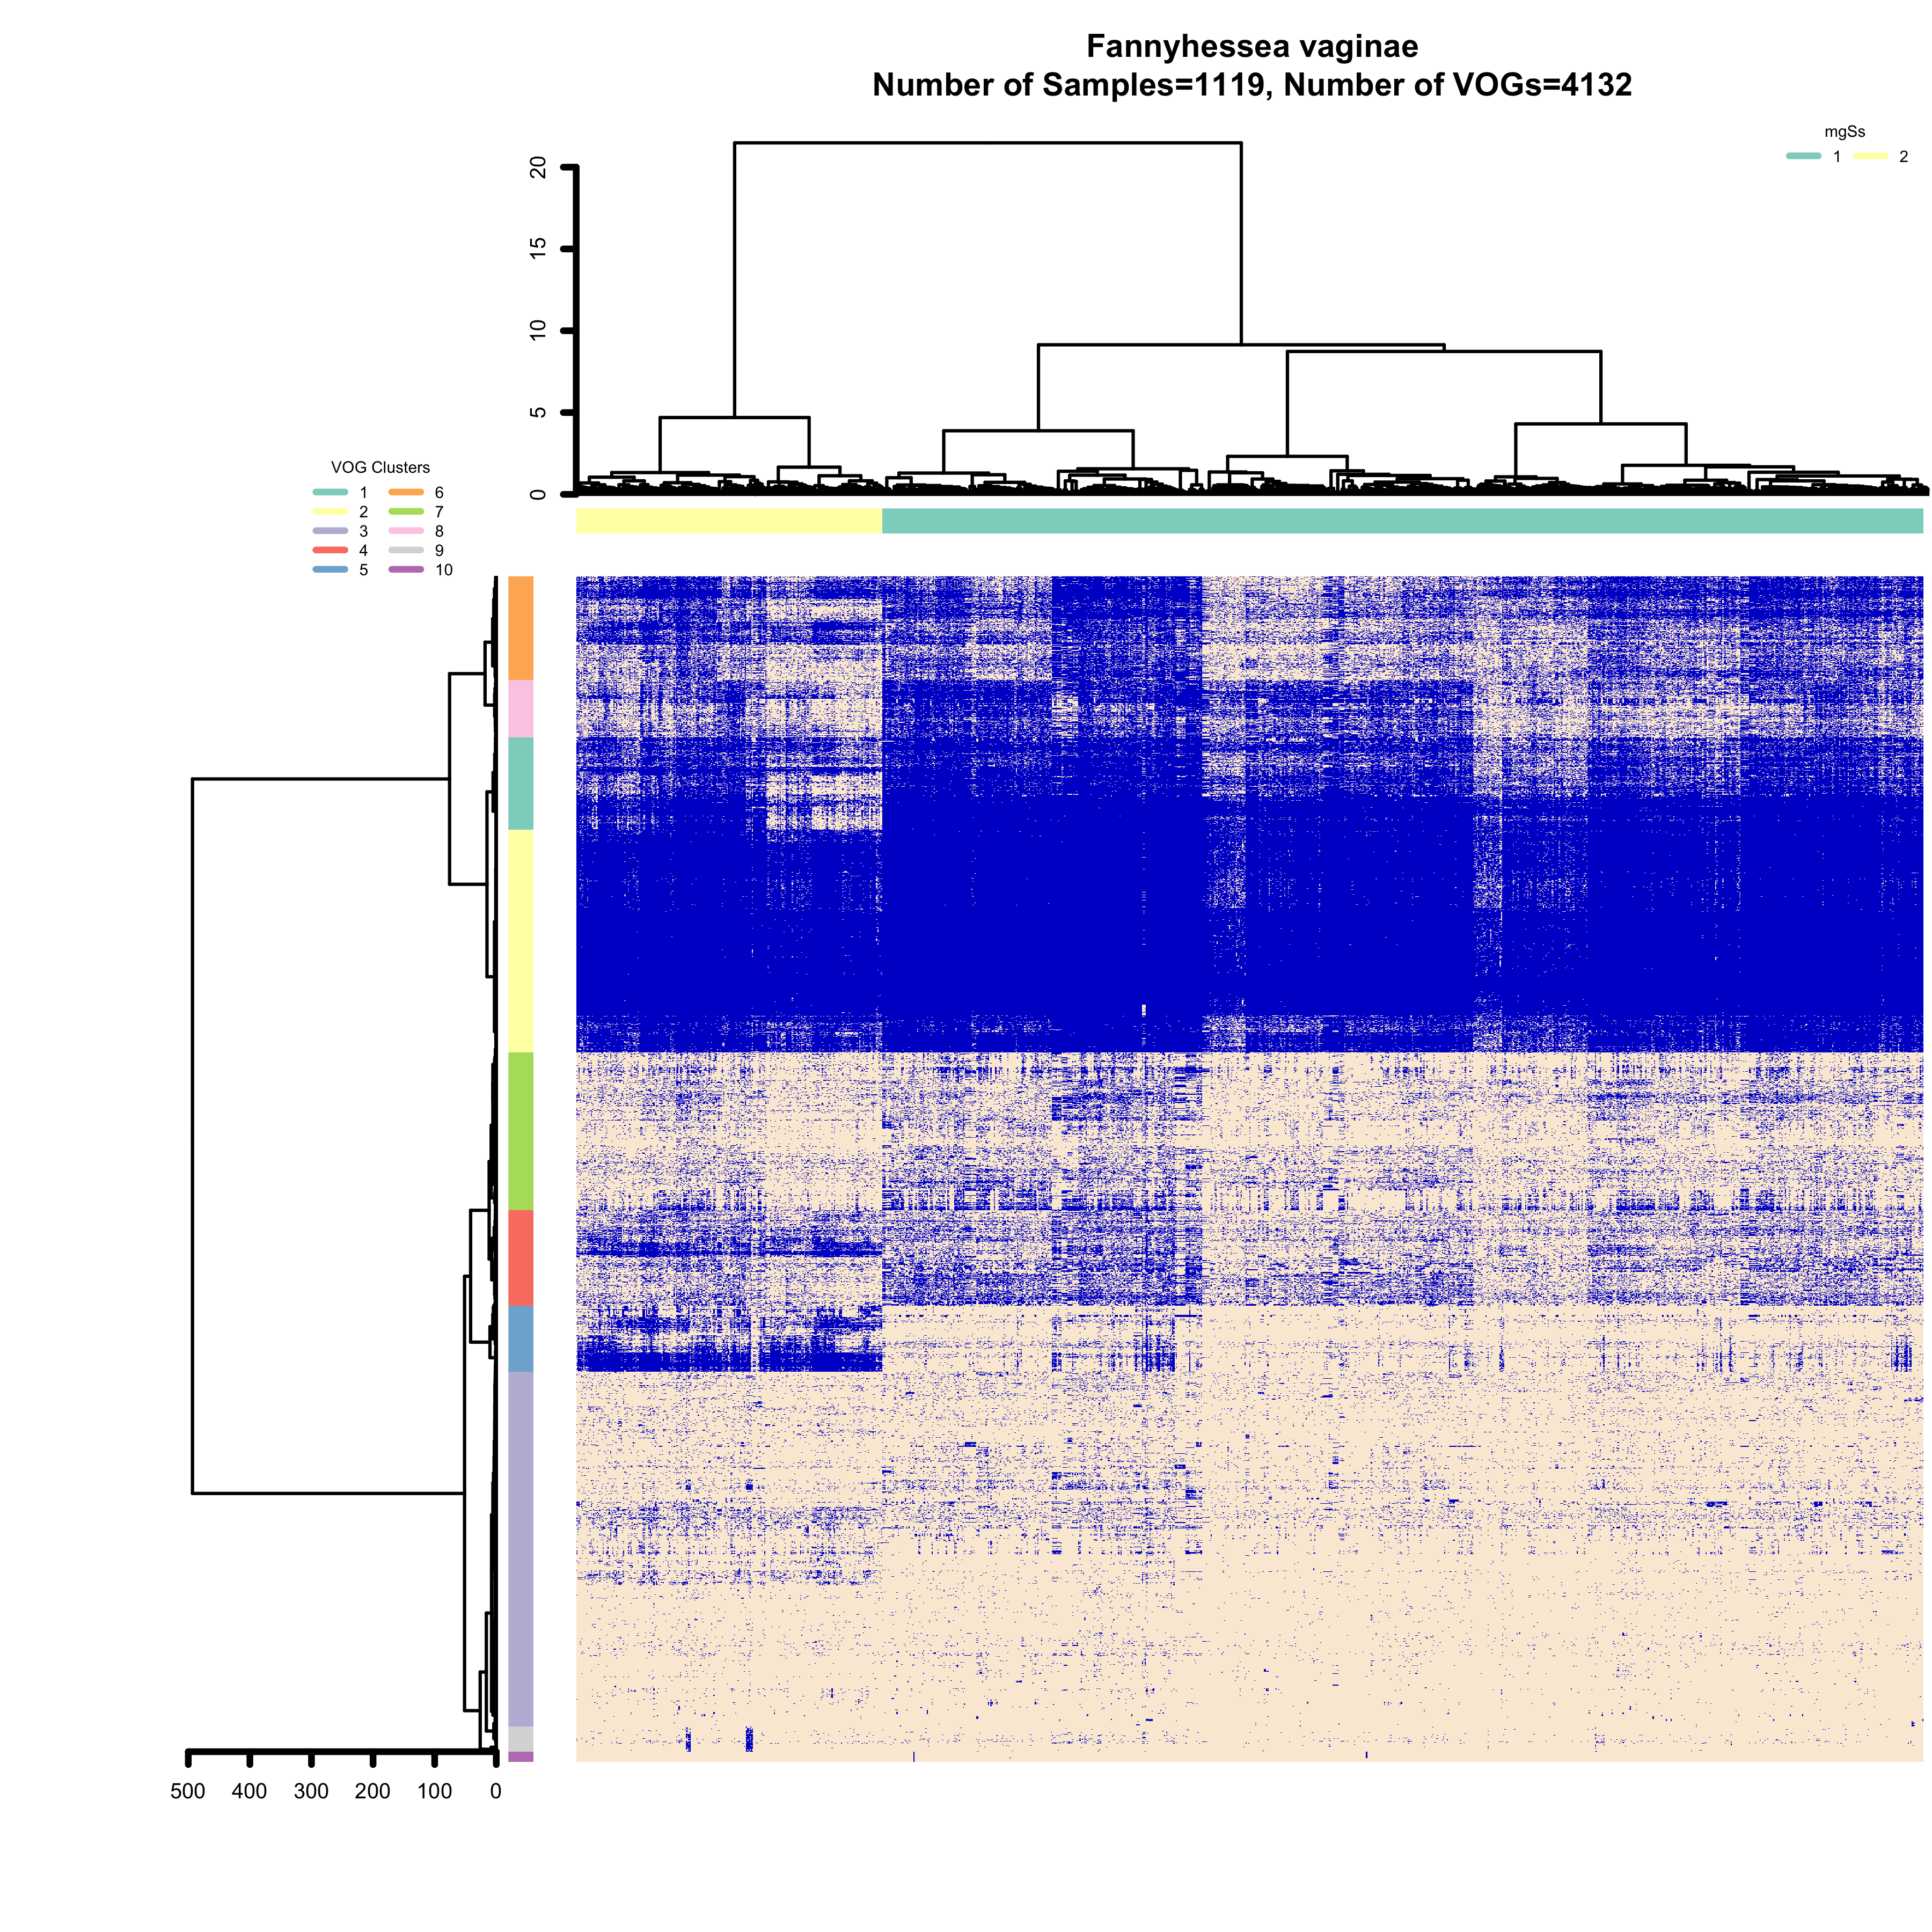 Fannyhessea vaginae
Number of Samples=1119, Number of VOGs=4132
mgSs
1 2
20
15
10
5
0
VOG Clusters
1 6
2 7
3 8
4 9
5 10
500 400 300 200 100 0